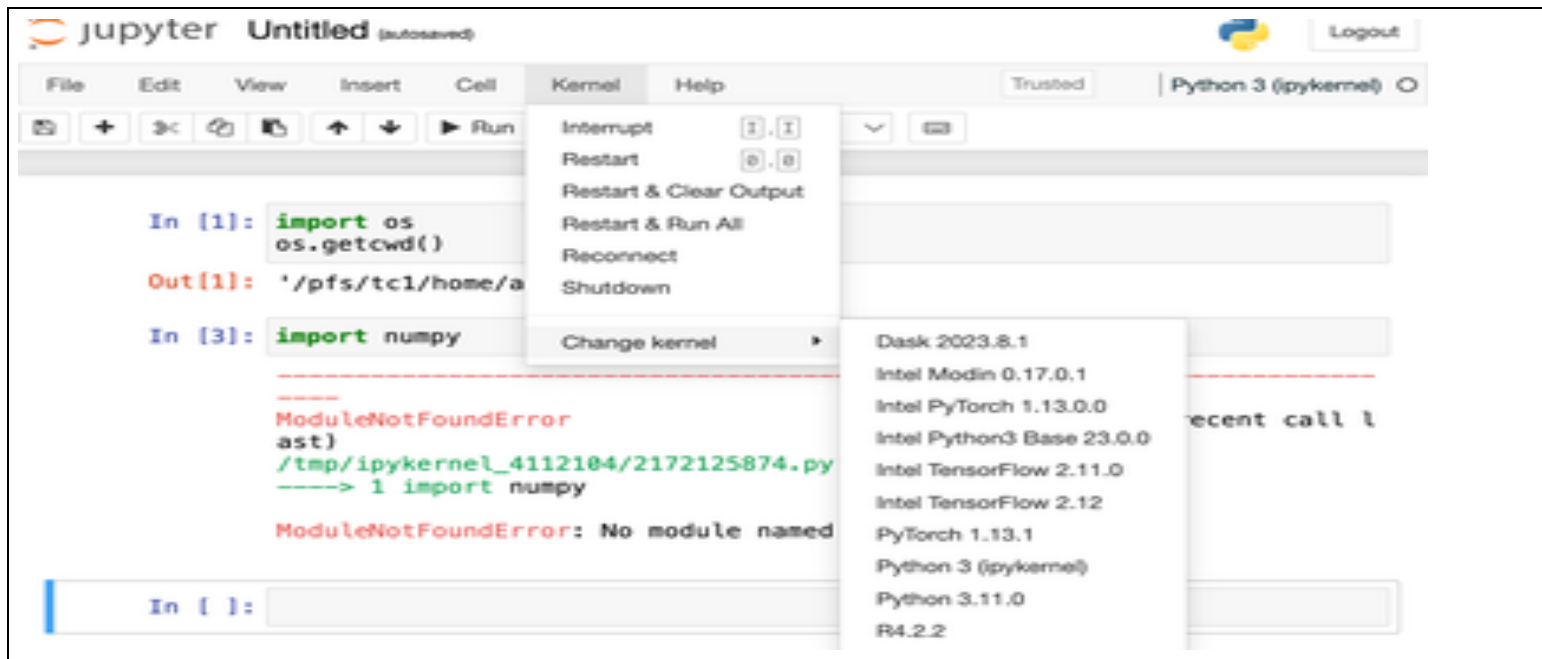 jupyter Untitled (autosaved) Logout
File Edit View Insert Cell Kernel Help Trusted Python 3 (ipykernel)
Run
Interrupt I , I
Restart 0 , 0
Restart & Clear Output
Restart & Run All
Reconnect
Shutdown
Change kernel
Dask 2023.8.1
Intel Modin 0.17.0.1
Intel PyTorch 1.13.0.0
Intel Python3 Base 23.0.0
Intel TensorFlow 2.11.0
Intel TensorFlow 2.12
PyTorch 1.13.1
Python 3 (ipykernel)
Python 3.11.0
R4.2.2
In [1]: import os
os.getcwd()
Out[1]: '/pfs/tc1/home/a
In [3]: import numpy
---------------------------------------------------------------------------
ModuleNotFoundError ecent call l
ast)
/tmp/ipykernel_4112104/2172125874.py
----> 1 import numpy
ModuleNotFoundError: No module named
In [ ]: